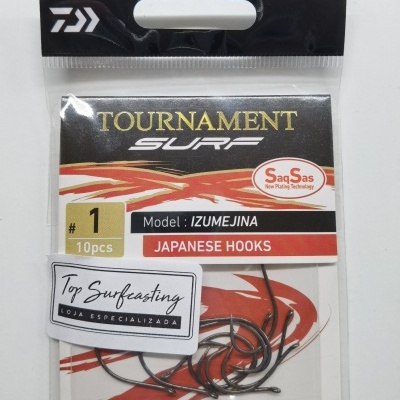 TOURNAMENT
SURF
SaqSas
New Plating Technology
# 1
10pcs
Model : IZUMEJINA
JAPANESE HOOKS
Top Surfcasting
LOJA ESPECIALIZADA